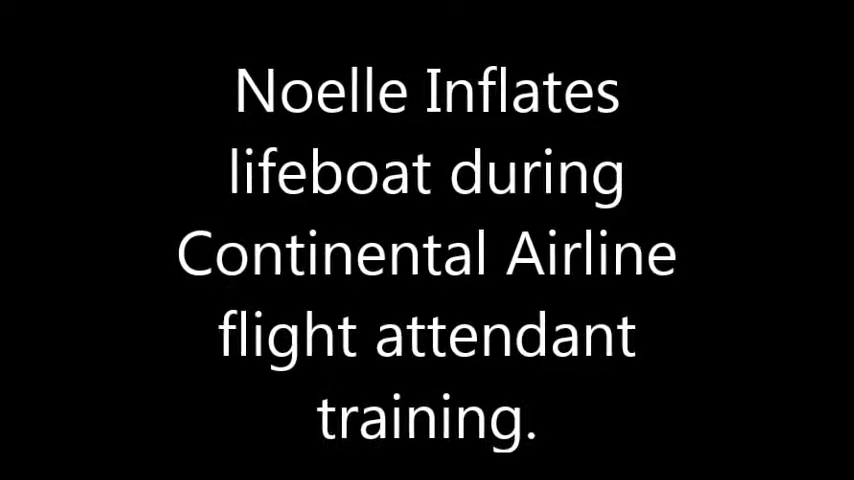 Noelle Inflates
lifeboat during
Continental Airline
flight attendant
training.